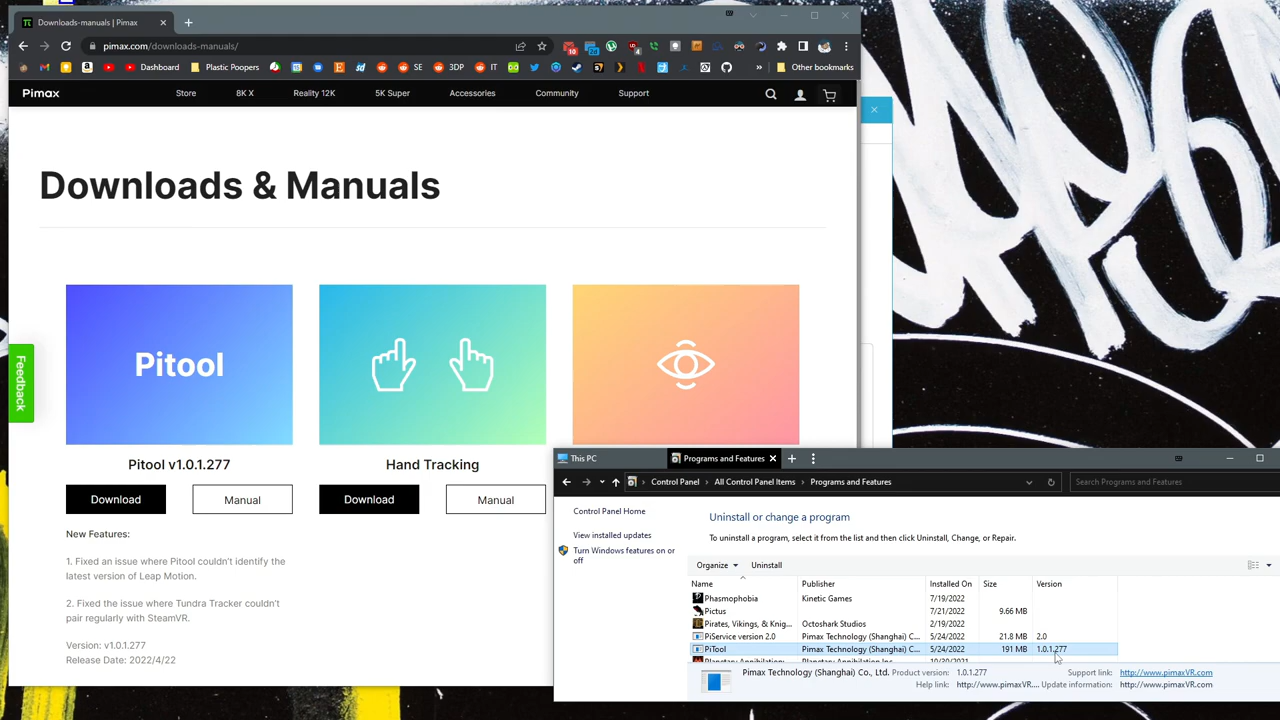 Downloads-manuals | Pimax
pimax.com/downloads-manuals/
Dashboard
Plastic Poopers
SE
3DP
IT
Other bookmarks
Pimax
Store
8K X
Reality 12K
5K Super
Accessories
Community
Support
Downloads & Manuals
Feedback
Pitool
Pitool v1.0.1.277
Hand Tracking
Download
Manual
Download
Manual
New Features:
1. Fixed an issue where Pitool couldn't identify the
latest version of Leap Motion.
2. Fixed the issue where Tundra Tracker couldn't
pair regularly with SteamVR.
Version: v1.0.1.277
Release Date: 2022/4/22
This PC
Programs and Features
Control Panel
All Control Panel Items
Programs and Features
Search Programs and Features
Control Panel Home
View installed updates
Turn Windows features on or
off
Uninstall or change a program
To uninstall a program, select it from the list and then click Uninstall, Change, or Repair.
Organize
Uninstall
Name Publisher Installed On Size Version
Phasmophobia Kinetic Games 7/19/2022
Pictus 7/21/2022 9.66 MB
Pirates, Vikings, & Knig... Octoshark Studios 2/19/2022
PiService version 2.0 Pimax Technology (Shanghai) C... 5/24/2022 21.8 MB 2.0
PiTool Pimax Technology (Shanghai) C... 5/24/2022 191 MB 1.0.1.277
Planetary Annihilation Planetary Annihilation Inc 10/30/2021
Pimax Technology (Shanghai) Co., Ltd. Product version: 1.0.1.277 Support link: http://www.pimaxVR.com
Help link: http://www.pimaxVR.... Update information: http://www.pimaxVR.com